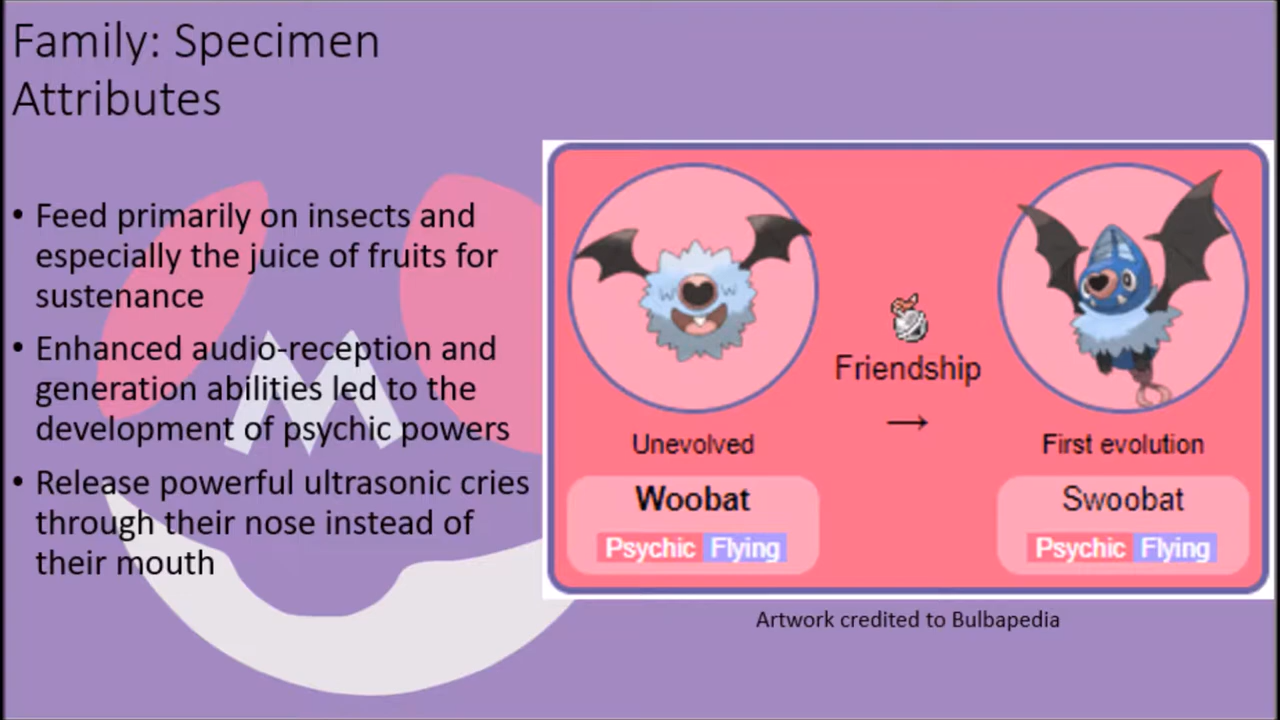 Family: Specimen
Attributes
• Feed primarily on insects and
especially the juice of fruits for
sustenance
• Enhanced audio-reception and
generation abilities led to the
development of psychic powers
• Release powerful ultrasonic cries
through their nose instead of
their mouth
M
Friendship
→
Unevolved
First evolution
Woobat
Swoobat
Psychic Flying
Psychic Flying
Artwork credited to Bulbapedia